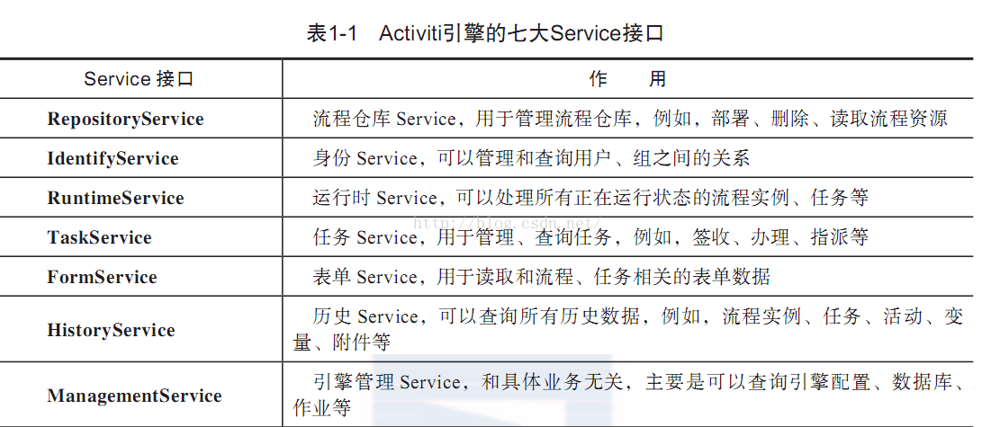 表1-1 Activiti引擎的七大Service接口
Service 接口 作 用
RepositoryService 流程仓库 Service，用于管理流程仓库，例如，部署、删除、读取流程资源
IdentifyService 身份 Service，可以管理和查询用户、组之间的关系
RuntimeService 运行时 Service，可以处理所有正在运行状态的流程实例、任务等
http://blog.csdn.net/
TaskService 任务 Service，用于管理、查询任务，例如，签收、办理、指派等
FormService 表单 Service，用于读取和流程、任务相关的表单数据
HistoryService 历史 Service，可以查询所有历史数据，例如，流程实例、任务、活动、变
量、附件等
ManagementService 引擎管理 Service，和具体业务无关，主要是可以查询引擎配置、数据库、
作业等